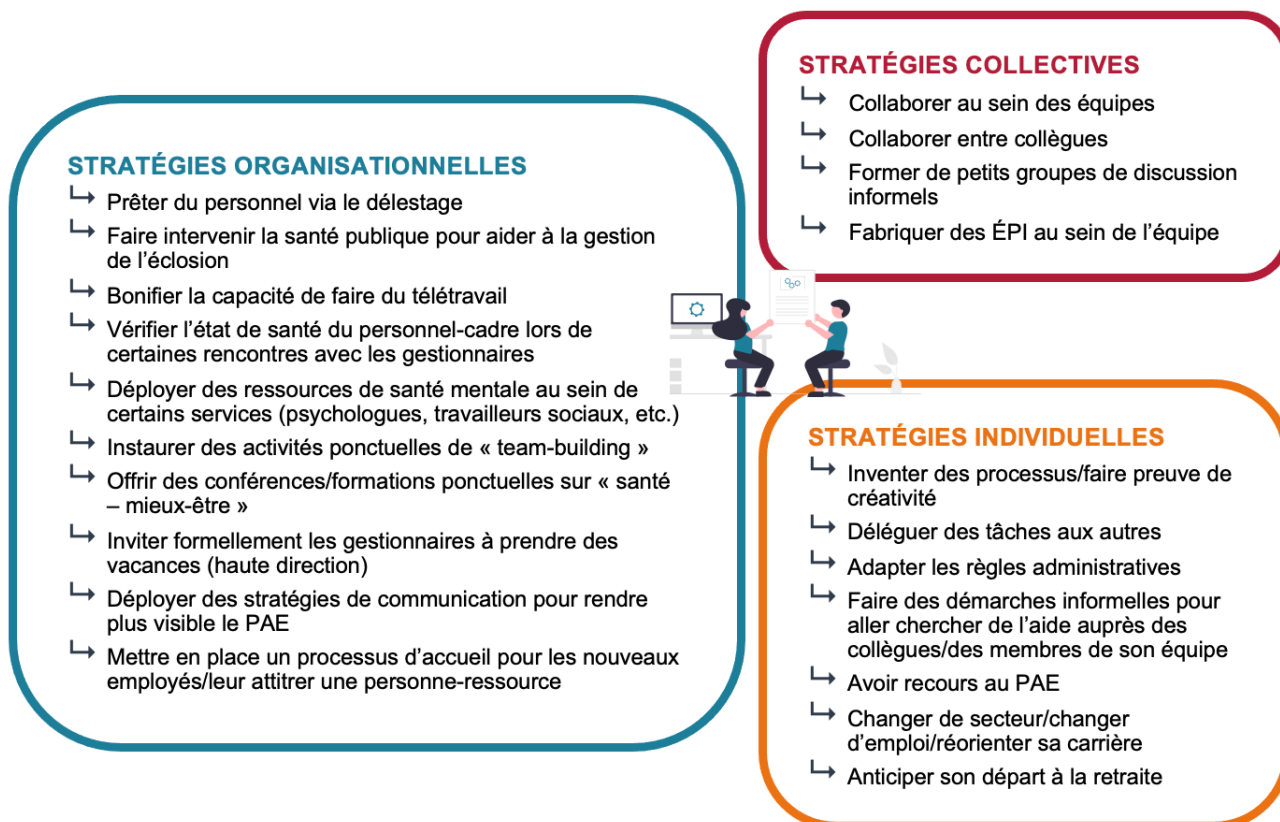 STRATÉGIES ORGANISATIONNELLES
Prêter du personnel via le délestage
Faire intervenir la santé publique pour aider à la gestion
de l’éclosion
Bonifier la capacité de faire du télétravail
Vérifier l’état de santé du personnel-cadre lors de
certaines rencontres avec les gestionnaires
Déployer des ressources de santé mentale au sein de
certains services (psychologues, travailleurs sociaux, etc.)
Instaurer des activités ponctuelles de « team-building »
Offrir des conférences/formations ponctuelles sur « santé
– mieux-être »
Inviter formellement les gestionnaires à prendre des
vacances (haute direction)
Déployer des stratégies de communication pour rendre
plus visible le PAE
Mettre en place un processus d’accueil pour les nouveaux
employés/leur attitrer une personne-ressource
STRATÉGIES COLLECTIVES
Collaborer au sein des équipes
Collaborer entre collègues
Former de petits groupes de discussion
informels
Fabriquer des ÉPI au sein de l’équipe
STRATÉGIES INDIVIDUELLES
Inventer des processus/faire preuve de
créativité
Déléguer des tâches aux autres
Adapter les règles administratives
Faire des démarches informelles pour
aller chercher de l’aide auprès des
collègues/des membres de son équipe
Avoir recours au PAE
Changer de secteur/changer
d’emploi/réorienter sa carrière
Anticiper son départ à la retraite